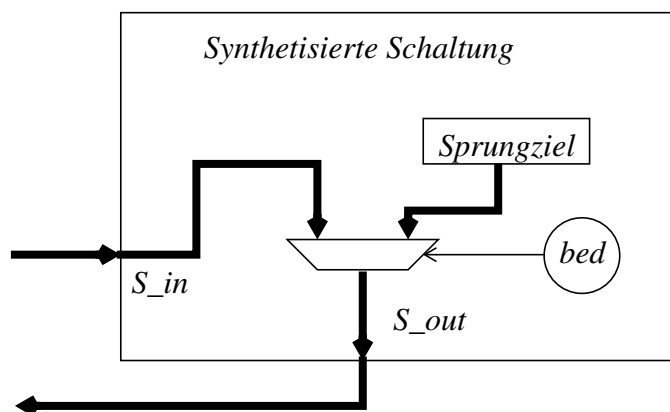 Synthetisierte Schaltung
Sprungziel
bed
S_in
S_out